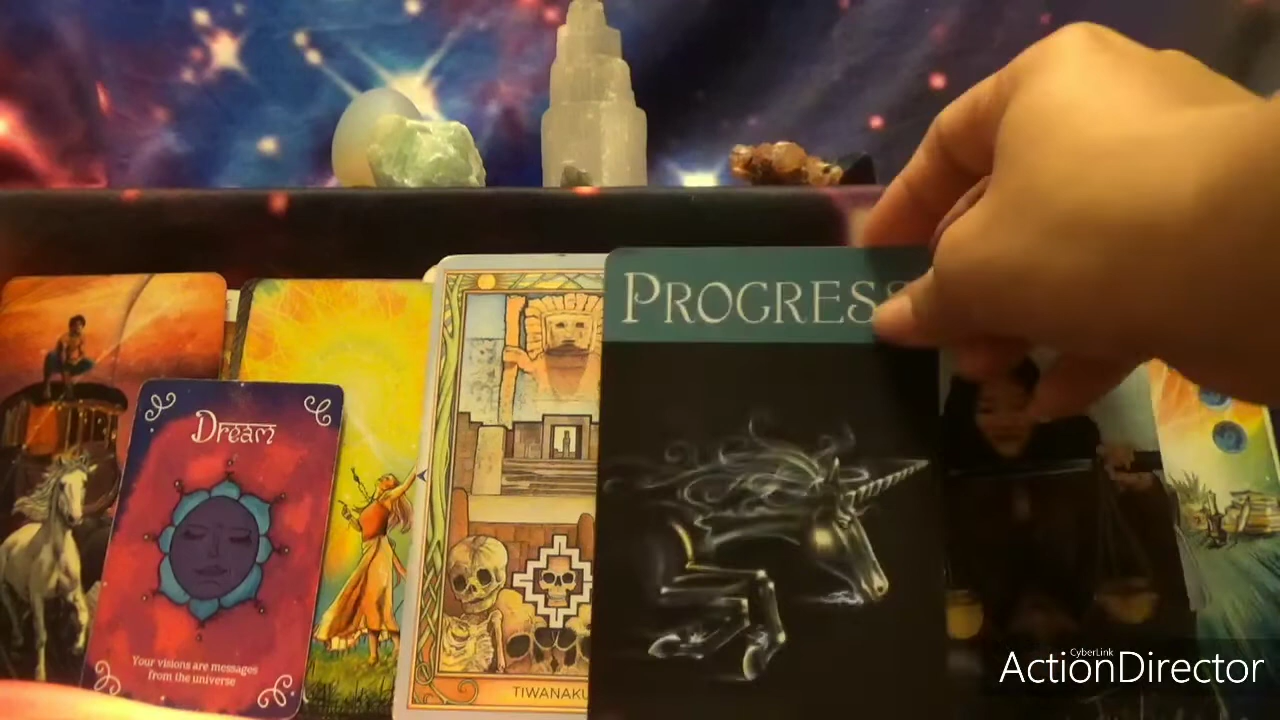 PROGRESS
Dream
Your visions are messages
from the universe
TIWANAKU
CyberLink
ActionDirector